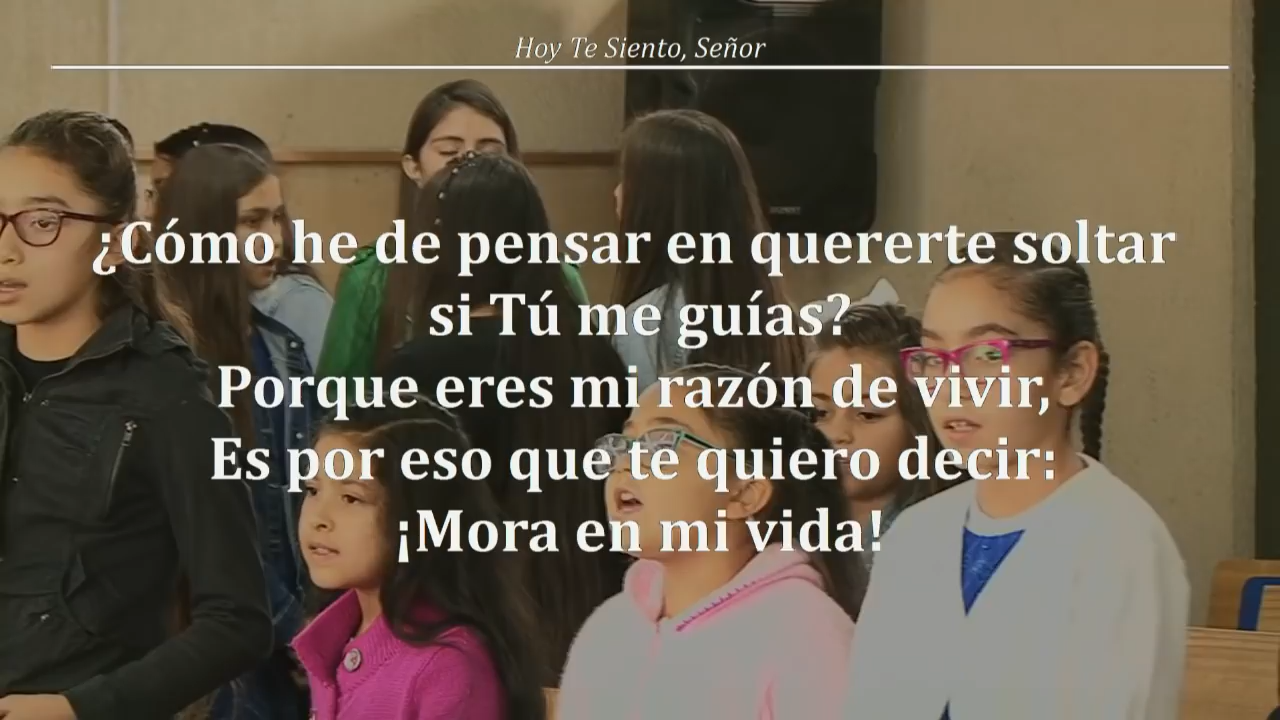 Hoy Te Siento, Señor
¿Cómo he de pensar en quererte soltar
si Tú me guías?
Porque eres mi razón de vivir,
Es por eso que te quiero decir:
¡Mora en mi vida!